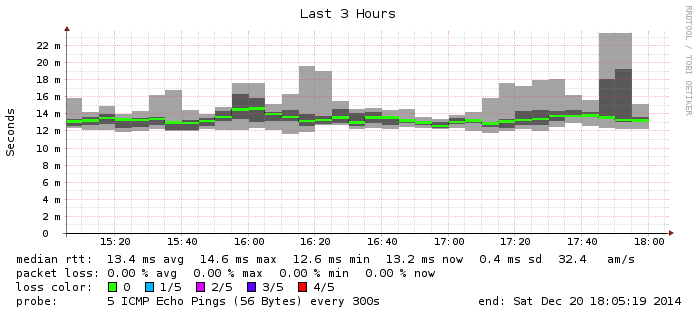 Last 3 Hours
RRDTOOL / TOBI OETIKER
Seconds
22 m
20 m
18 m
16 m
14 m
12 m
10 m
8 m
6 m
4 m
2 m
0
15:20 15:40 16:00 16:20 16:40 17:00 17:20 17:40 18:00
median rtt: 13.4 ms avg 14.6 ms max 12.6 ms min 13.2 ms now 0.4 ms sd 32.4 am/s
packet loss: 0.00 % avg 0.00 % max 0.00 % min 0.00 % now
loss color: 0 1/5 2/5 3/5 4/5
probe: 5 ICMP Echo Pings (56 Bytes) every 300s end: Sat Dec 20 18:05:19 2014